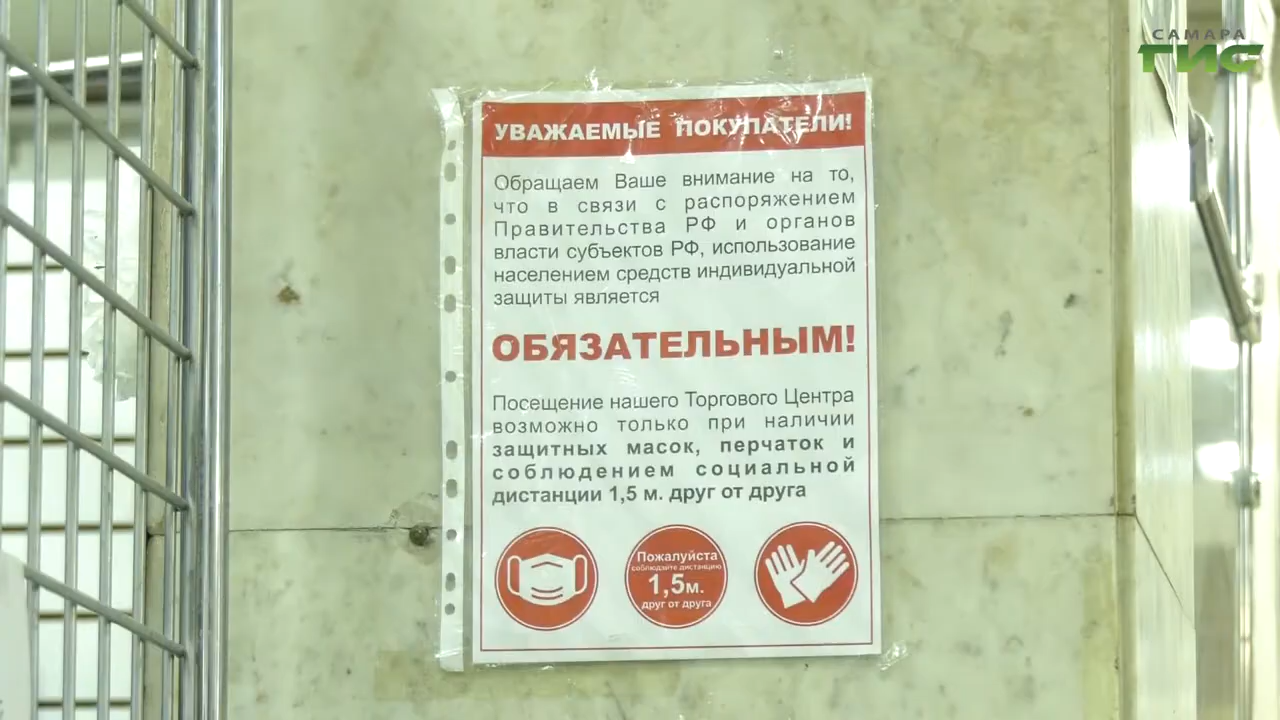 САМАРА
ГИС
УВАЖАЕМЫЕ ПОКУПАТЕЛИ!
Обращаем Ваше внимание на то,
что в связи с распоряжением
Правительства РФ и органов
власти субъектов РФ, использование
населением средств индивидуальной
защиты является
ОБЯЗАТЕЛЬНЫМ!
Посещение нашего Торгового Центра
возможно только при наличии
защитных масок, перчаток и
соблюдением социальной
дистанции 1,5 м. друг от друга
Пожалуйста
соблюдайте дистанцию
1,5м.
друг от друга